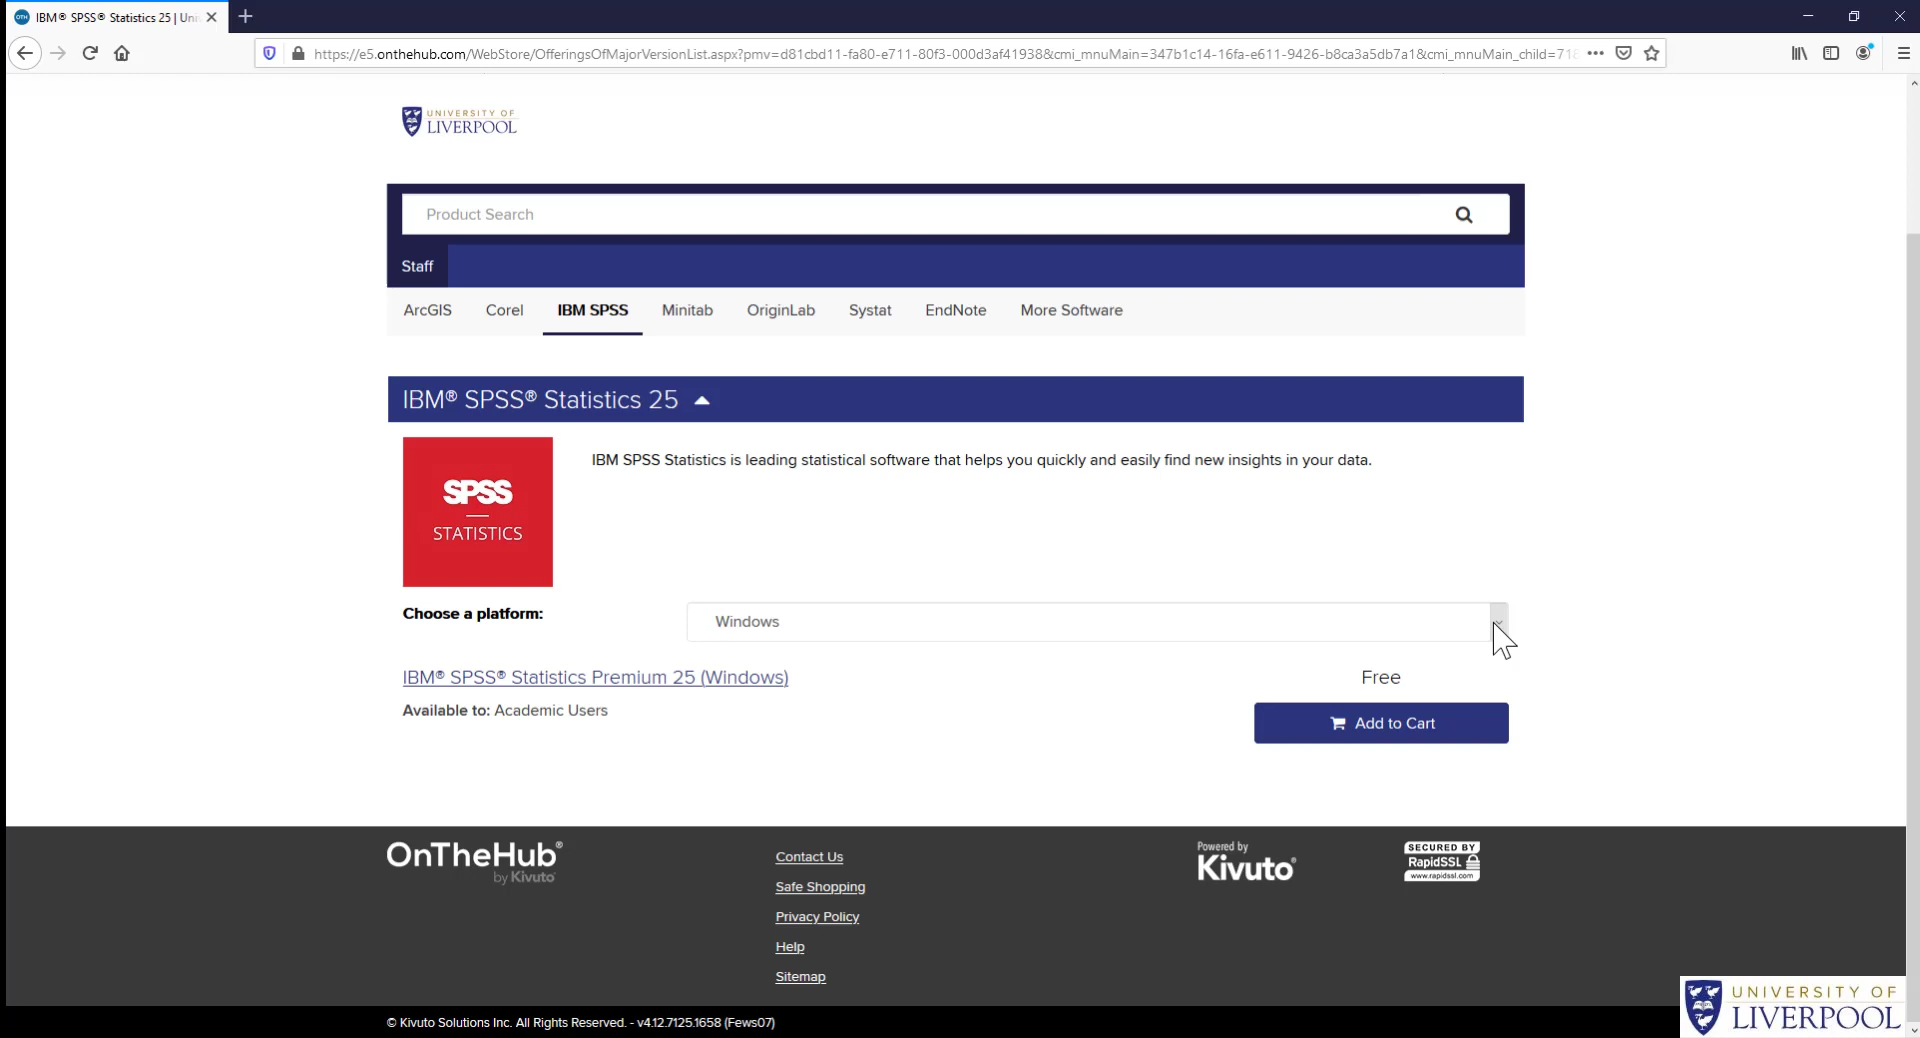 IBM® SPSS® Statistics 25 | Uni
https://e5.onthehub.com/WebStore/OfferingsOfMajorVersionList.aspx?pmv=d81cbd11-fa80-e711-80f3-000d3af41938&cmi_mnuMain=347b1c14-16fa-e611-9426-b8ca3a5db7a1&cmi_mnuMain_child=718
UNIVERSITY OF
LIVERPOOL
Product Search
Staff
ArcGIS Corel IBM SPSS Minitab OriginLab Systat EndNote More Software
IBM® SPSS® Statistics 25
SPSS
STATISTICS
IBM SPSS Statistics is leading statistical software that helps you quickly and easily find new insights in your data.
Choose a platform:
Windows
IBM® SPSS® Statistics Premium 25 (Windows)
Free
Available to: Academic Users
Add to Cart
OnTheHub®
by Kivuto
Contact Us
Safe Shopping
Privacy Policy
Help
Sitemap
Powered by
Kivuto®
SECURED BY
RapidSSL
www.rapidssl.com
© Kivuto Solutions Inc. All Rights Reserved. - v4.12.7125.1658 (Fews07)
UNIVERSITY OF
LIVERPOOL